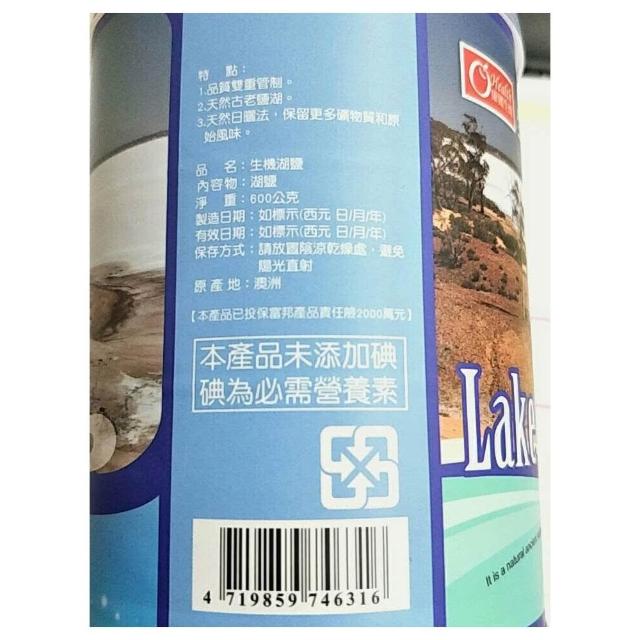 特 點：
1.品質雙重管制。
2.天然古老鹽湖。
3.天然日曬法，保留更多礦物質和原
始風味。
品 名：生機湖鹽
內容物：湖鹽
淨 重：600公克
製造日期：如標示(西元 日/月/年)
有效日期：如標示(西元 日/月/年)
保存方式：請放置陰涼乾燥處，避免
陽光直射
原產地：澳洲
【本產品已投保富邦產品責任險2000萬元】
本產品未添加碘
碘為必需營養素
4 719859 746316
Health
Lake
It is a natural ancient